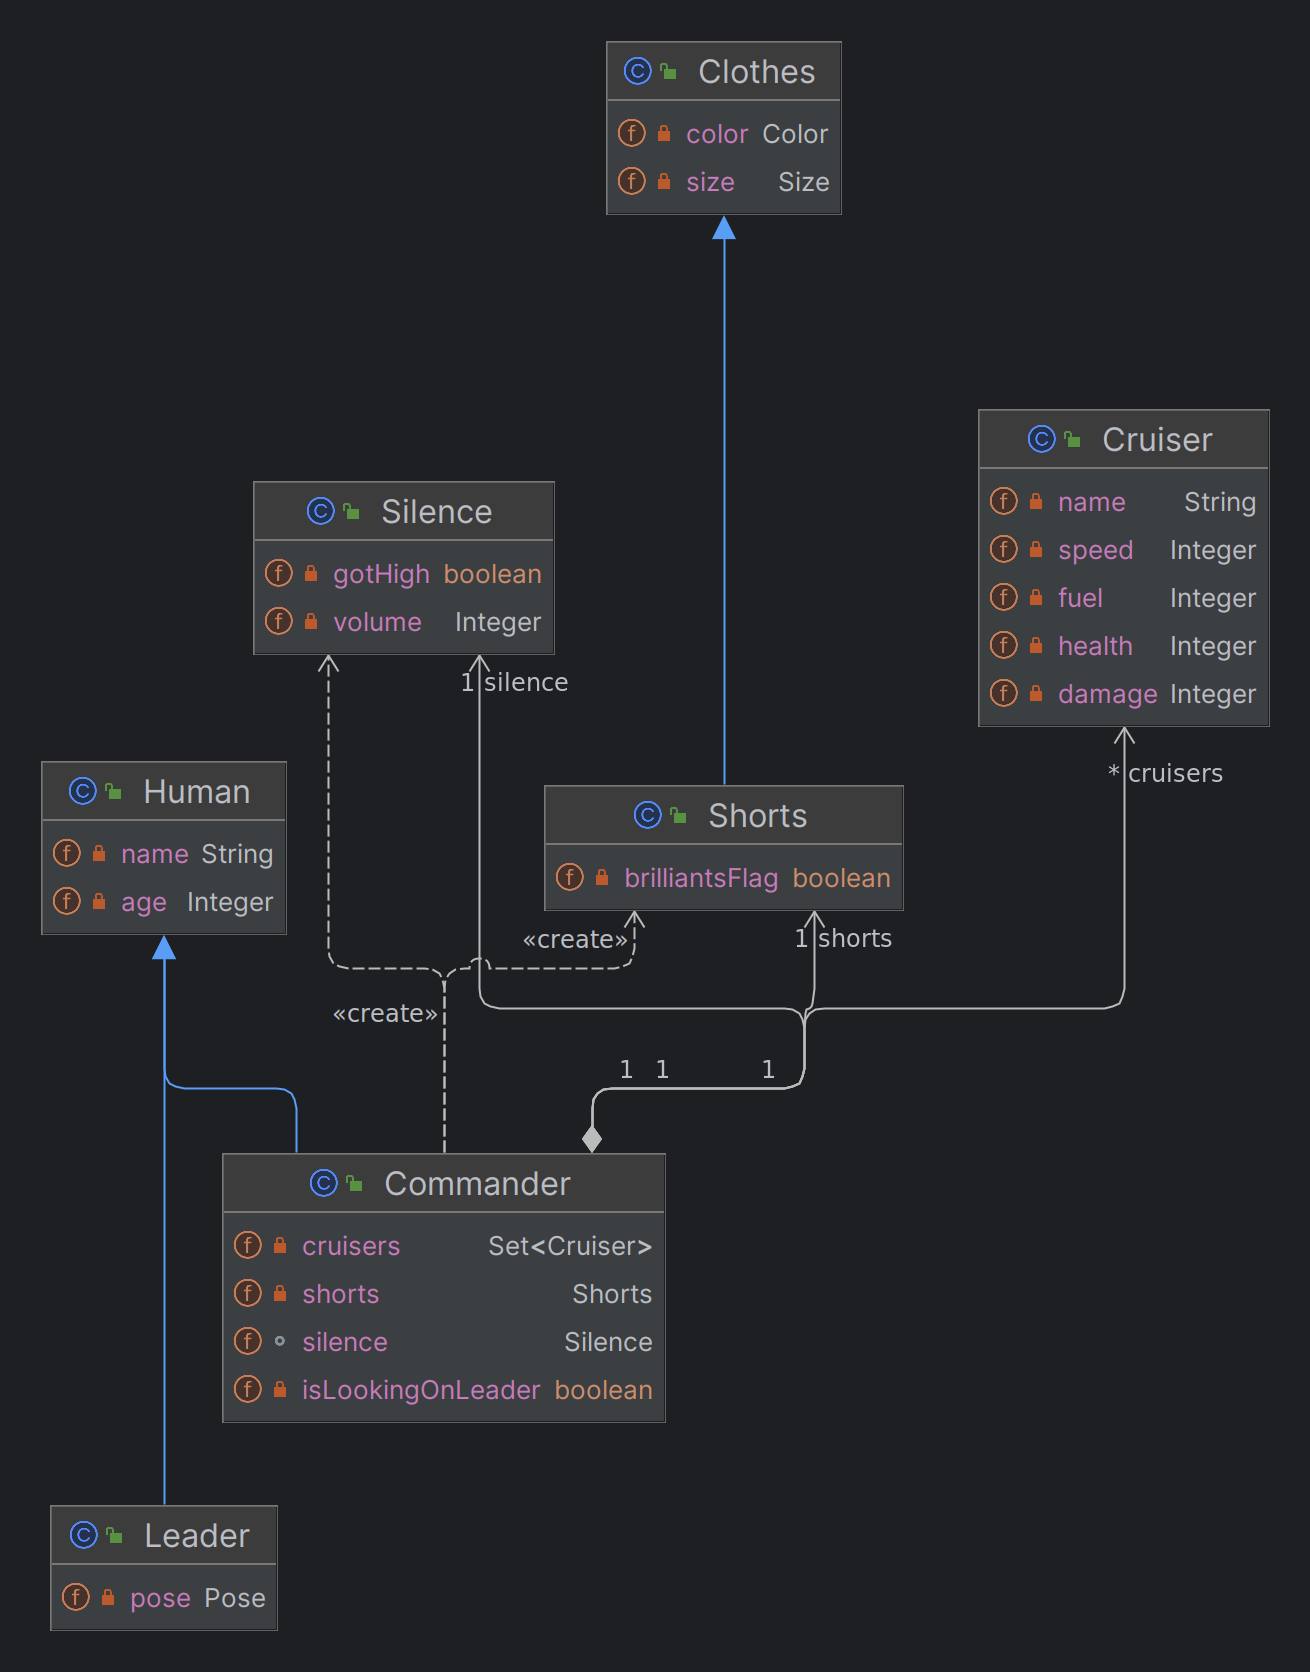 Clothes
color Color
size Size
Cruiser
name String
speed Integer
fuel Integer
health Integer
damage Integer
Silence
gotHigh boolean
volume Integer
1 silence
* cruisers
Human
name String
age Integer
Shorts
brilliantsFlag boolean
«create»
1 shorts
«create»
1 1 1
Commander
cruisers Set<Cruiser>
shorts Shorts
silence Silence
isLookingOnLeader boolean
Leader
pose Pose